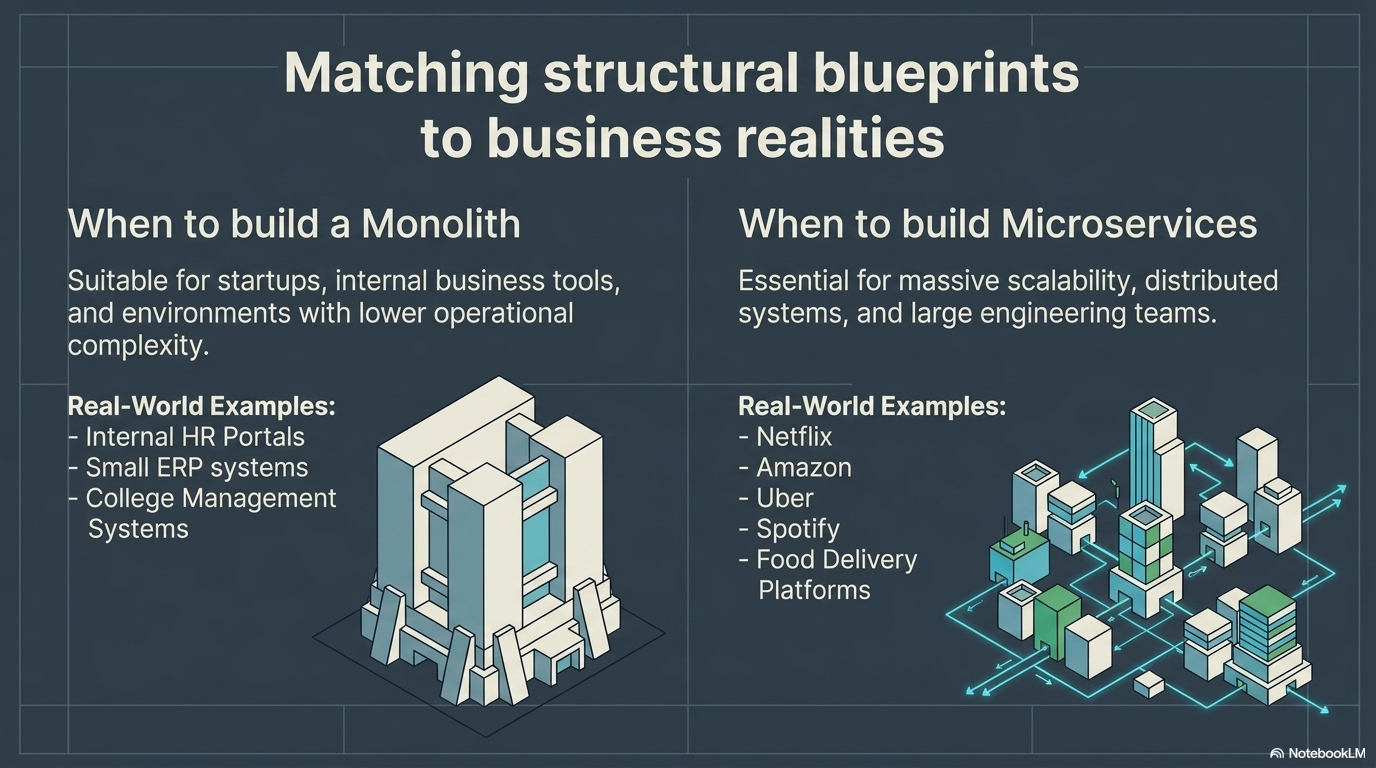 Matching structural blueprints
to business realities
When to build a Monolith
Suitable for startups, internal business tools,
and environments with lower operational
complexity.
Real-World Examples:
- Internal HR Portals
- Small ERP systems
- College Management
Systems
When to build Microservices
Essential for massive scalability, distributed
systems, and large engineering teams.
Real-World Examples:
- Netflix
- Amazon
- Uber
- Spotify
- Food Delivery
Platforms
NotebookLM